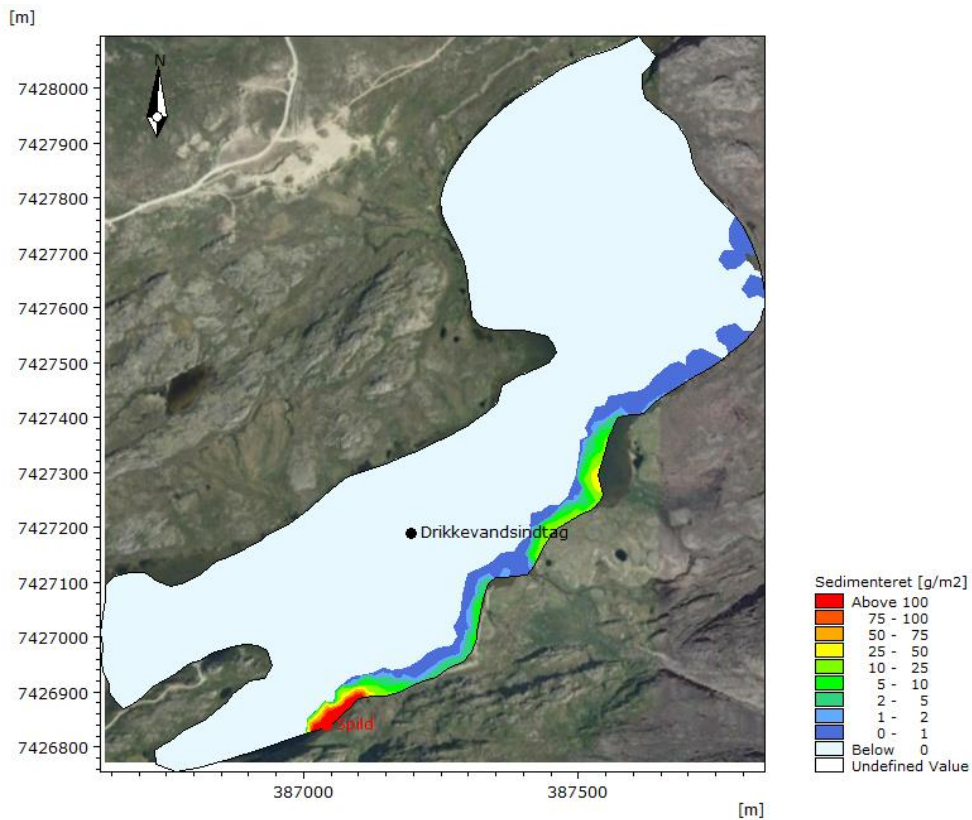 [m]
N
7428000
7427900
7427800
7427700
7427600
7427500
7427400
7427300
7427200
7427100
7427000
7426900
7426800
Drikkevandsindtag
spild
387000
387500
[m]
Sedimenteret [g/m2]
Above 100
75 - 100
50 - 75
25 - 50
10 - 25
5 - 10
2 - 5
1 - 2
0 - 1
Below 0
Undefined Value